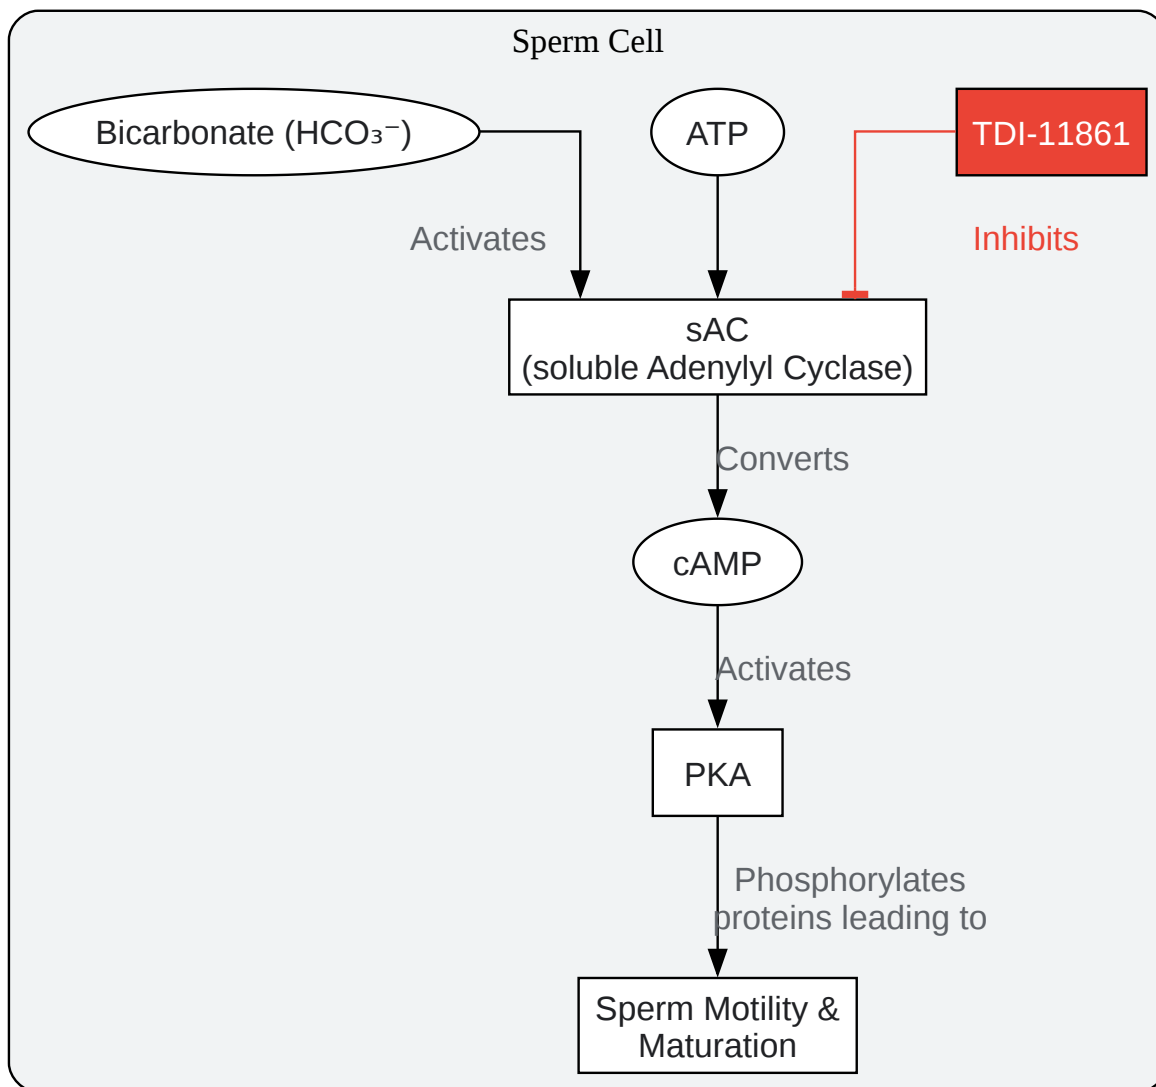 Sperm Cell
Bicarbonate (HCO₃⁻)
ATP
TDI-11861
Activates
Inhibits
sAC
(soluble Adenylyl Cyclase)
Converts
cAMP
Activates
PKA
Phosphorylates
proteins leading to
Sperm Motility &
Maturation